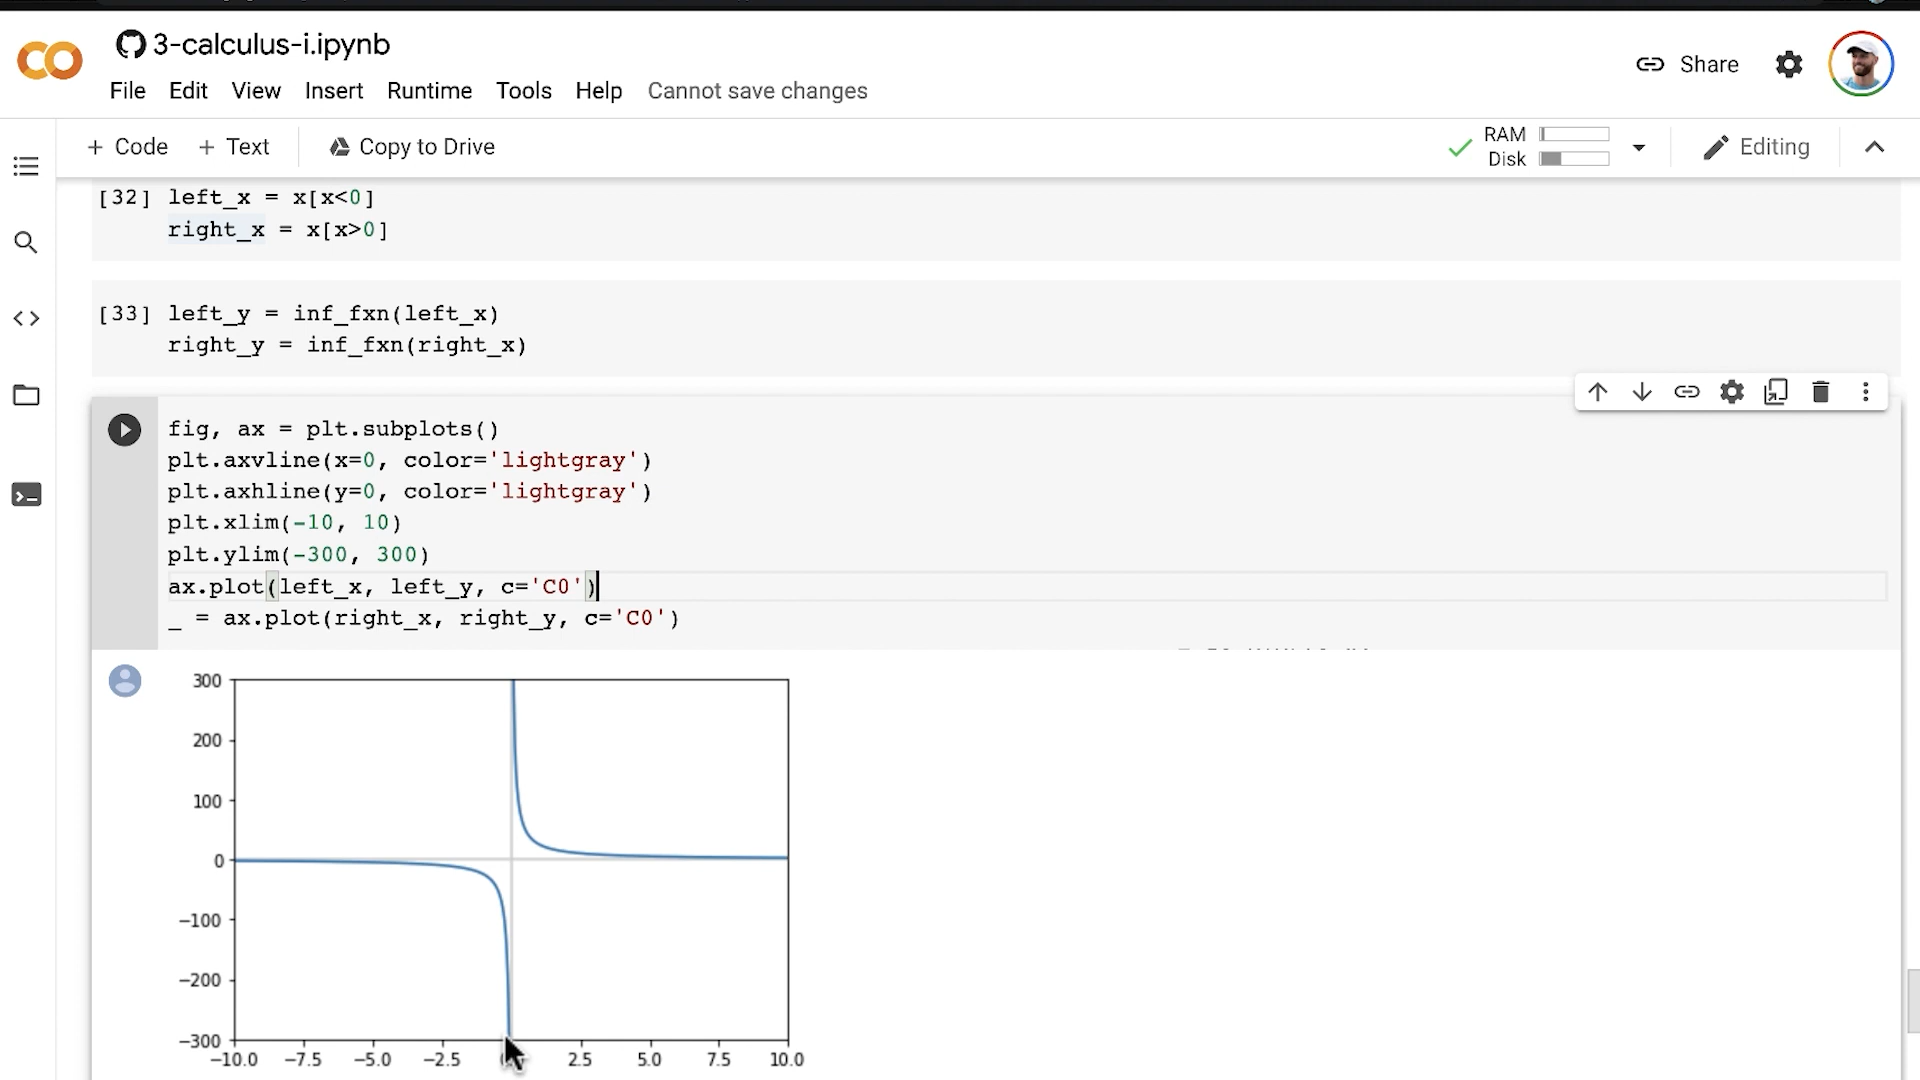 3-calculus-i.ipynb
File Edit View Insert Runtime Tools Help Cannot save changes
Share
+ Code + Text Copy to Drive
RAM
Disk
Editing
[32] left_x = x[x<0]
right_x = x[x>0]
[33] left_y = inf_fxn(left_x)
right_y = inf_fxn(right_x)
fig, ax = plt.subplots()
plt.axvline(x=0, color='lightgray')
plt.axhline(y=0, color='lightgray')
plt.xlim(-10, 10)
plt.ylim(-300, 300)
ax.plot(left_x, left_y, c='C0')
_ = ax.plot(right_x, right_y, c='C0')
300
200
100
0
−100
−200
−300
−10.0 −7.5 −5.0 −2.5 2.5 5.0 7.5 10.0